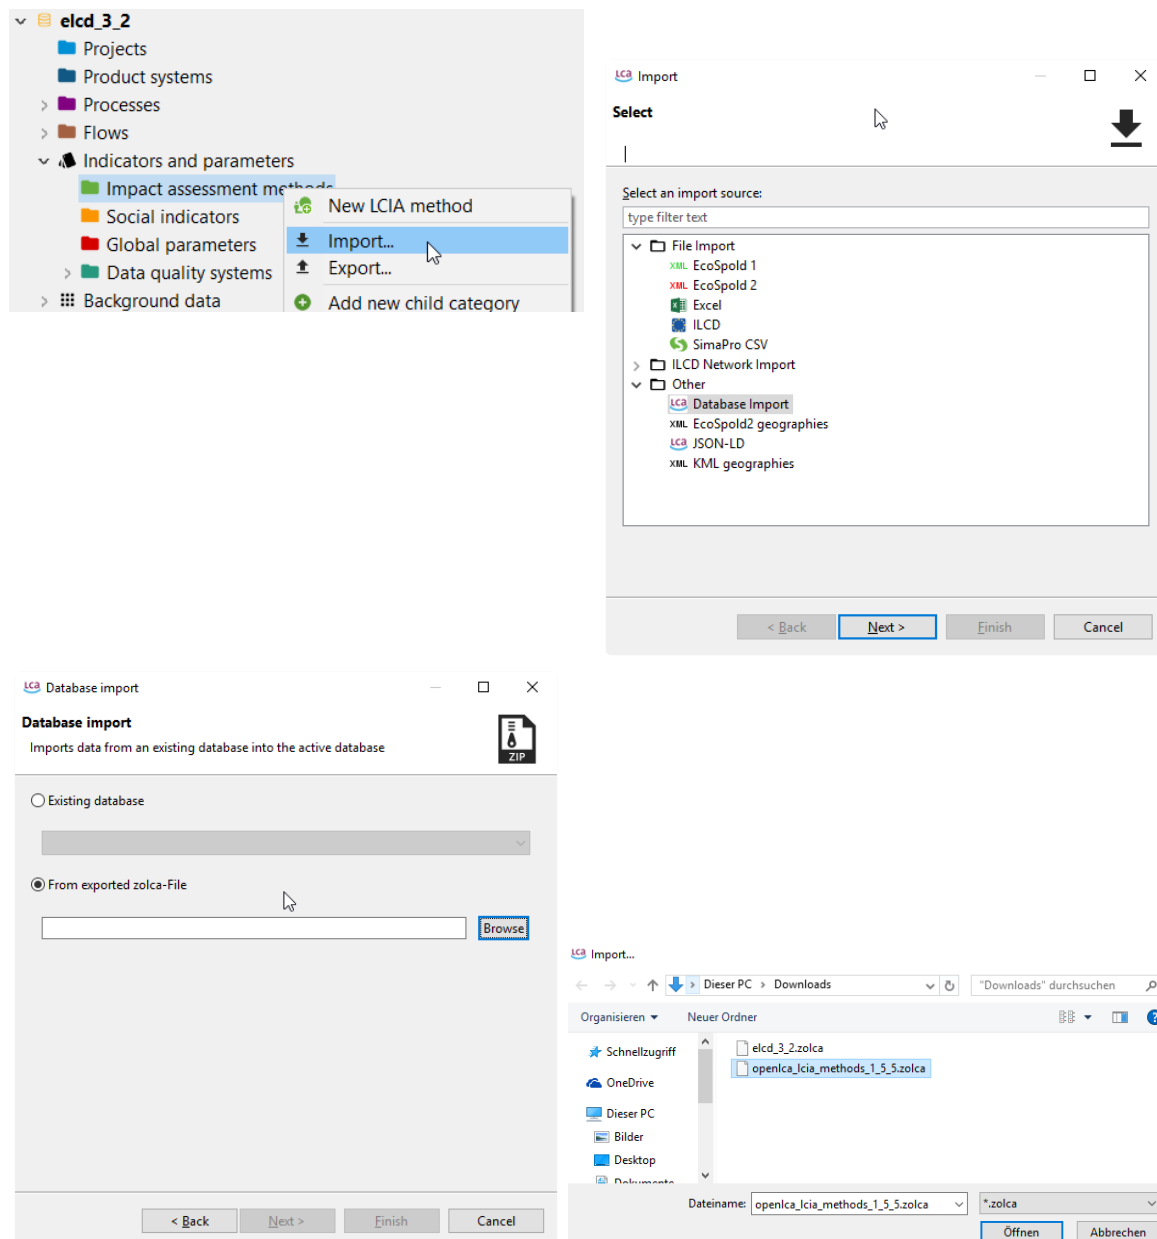 elcd_3_2
Projects
Product systems
Processes
Flows
Indicators and parameters
Impact assessment methods
Social indicators
Global parameters
Data quality systems
Background data
New LCIA method
Import...
Export...
Add new child category
LCA Import
Select
Select an import source:
type filter text
File Import
XML EcoSpold 1
XML EcoSpold 2
Excel
ILCD
SimaPro CSV
ILCD Network Import
Other
LCA Database Import
XML EcoSpold2 geographies
LCA JSON-LD
XML KML geographies
< Back Next > Finish Cancel
LCA Database import
Database import
Imports data from an existing database into the active database
ZIP
Existing database
From exported zolca-File
Browse
< Back Next > Finish Cancel
LCA Import...
Dieser PC > Downloads "Downloads" durchsuchen
Organisieren Neuer Ordner
Schnellzugriff
OneDrive
Dieser PC
Bilder
Desktop
Dokumente
elcd_3_2.zolca
openlca_lcia_methods_1_5_5.zolca
Dateiname: openlca_lcia_methods_1_5_5.zolca *.zolca
Öffnen Abbrechen